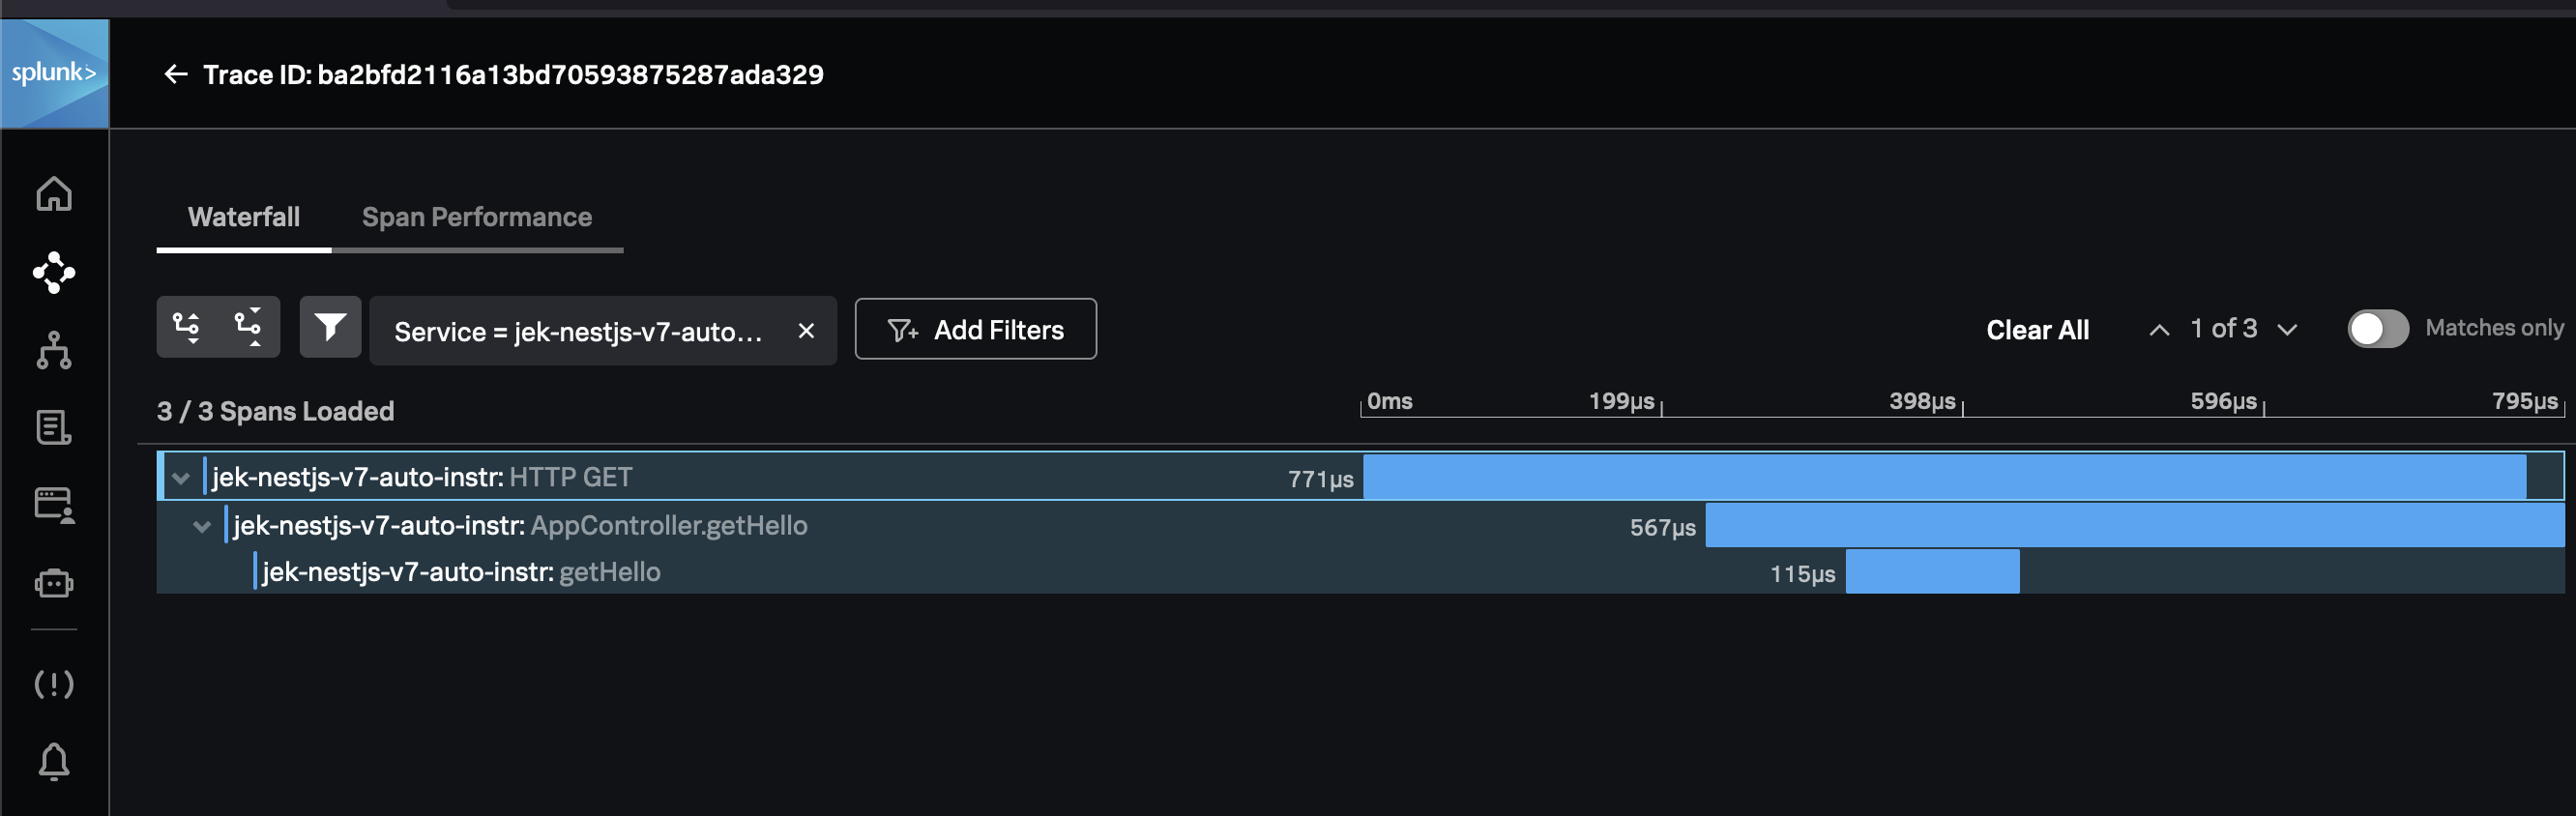 splunk>
Trace ID: ba2bfd2116a13bd70593875287ada329
Waterfall Span Performance
Service = jek-nestjs-v7-auto... × Add Filters Clear All 1 of 3 Matches only
3 / 3 Spans Loaded 0ms 199µs 398µs 596µs 795µs
jek-nestjs-v7-auto-instr: HTTP GET 771µs
jek-nestjs-v7-auto-instr: AppController.getHello 567µs
jek-nestjs-v7-auto-instr: getHello 115µs